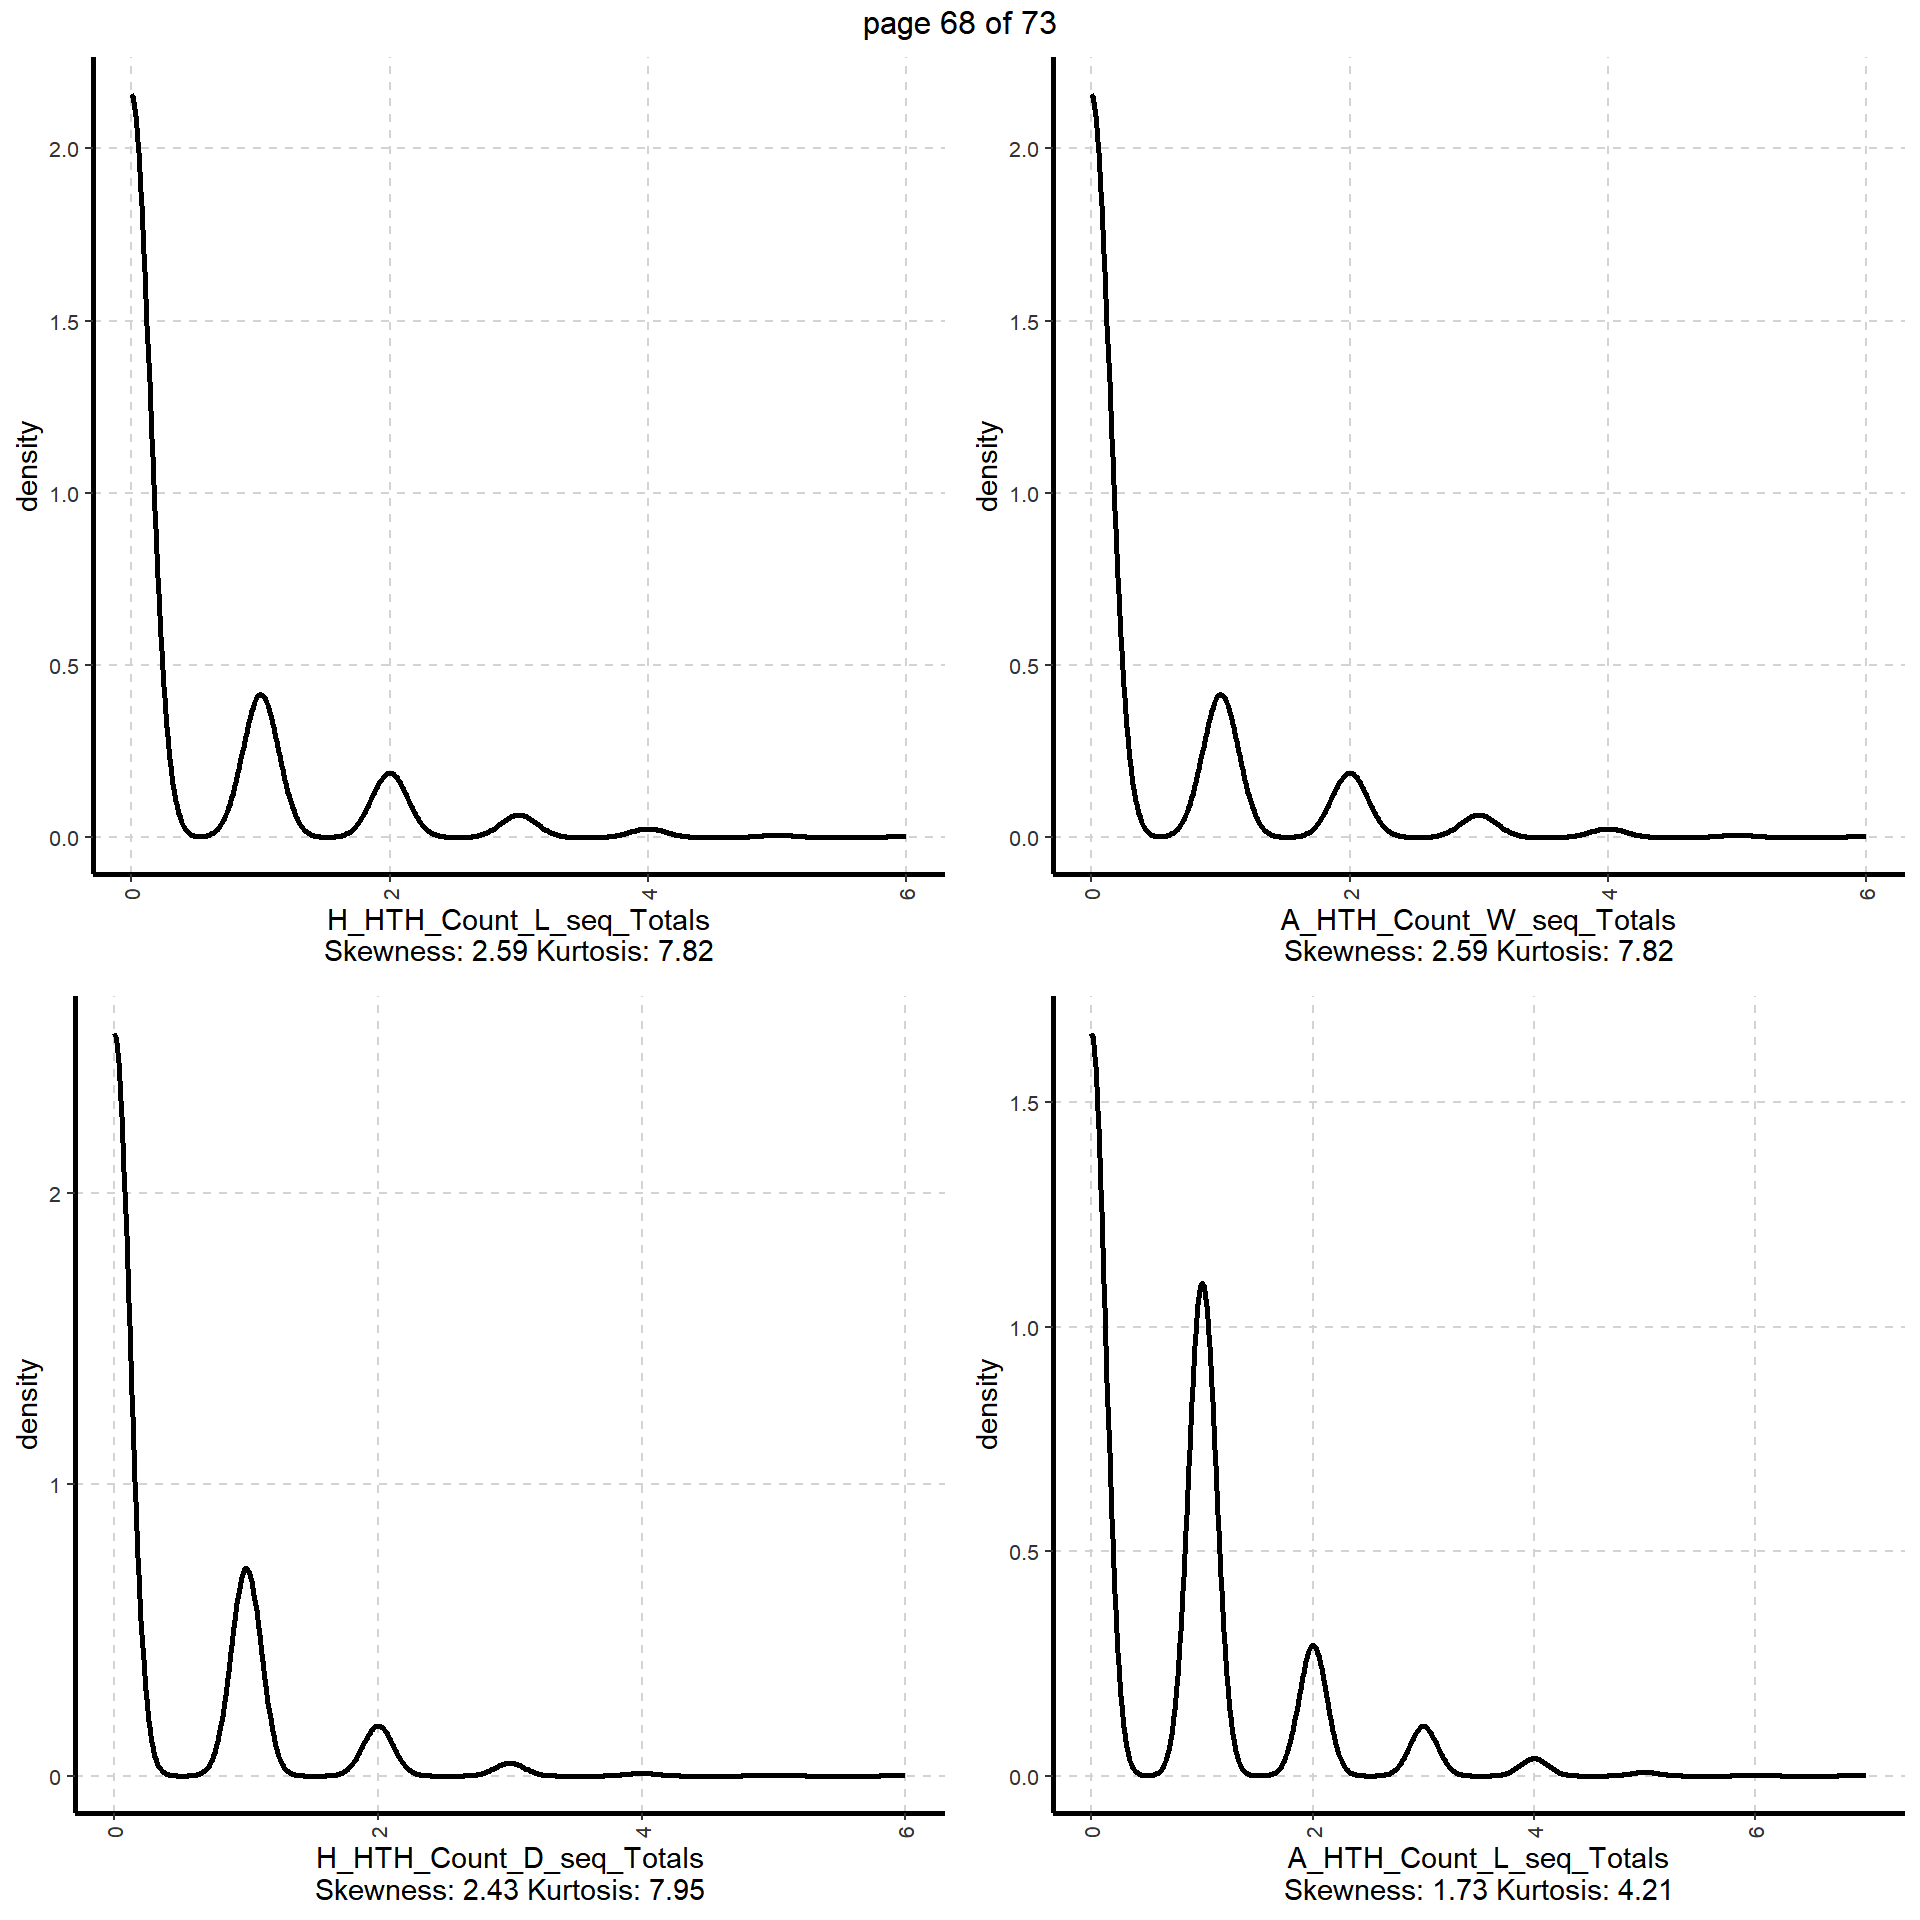 page 68 of 73
density
2.0
1.5
1.0
0.5
0.0
0 2 4 6
H_HTH_Count_L_seq_Totals
Skewness: 2.59 Kurtosis: 7.82
density
2.0
1.5
1.0
0.5
0.0
0 2 4 6
A_HTH_Count_W_seq_Totals
Skewness: 2.59 Kurtosis: 7.82
density
2
1
0
0 2 4 6
H_HTH_Count_D_seq_Totals
Skewness: 2.43 Kurtosis: 7.95
density
1.5
1.0
0.5
0.0
0 2 4 6
A_HTH_Count_L_seq_Totals
Skewness: 1.73 Kurtosis: 4.21